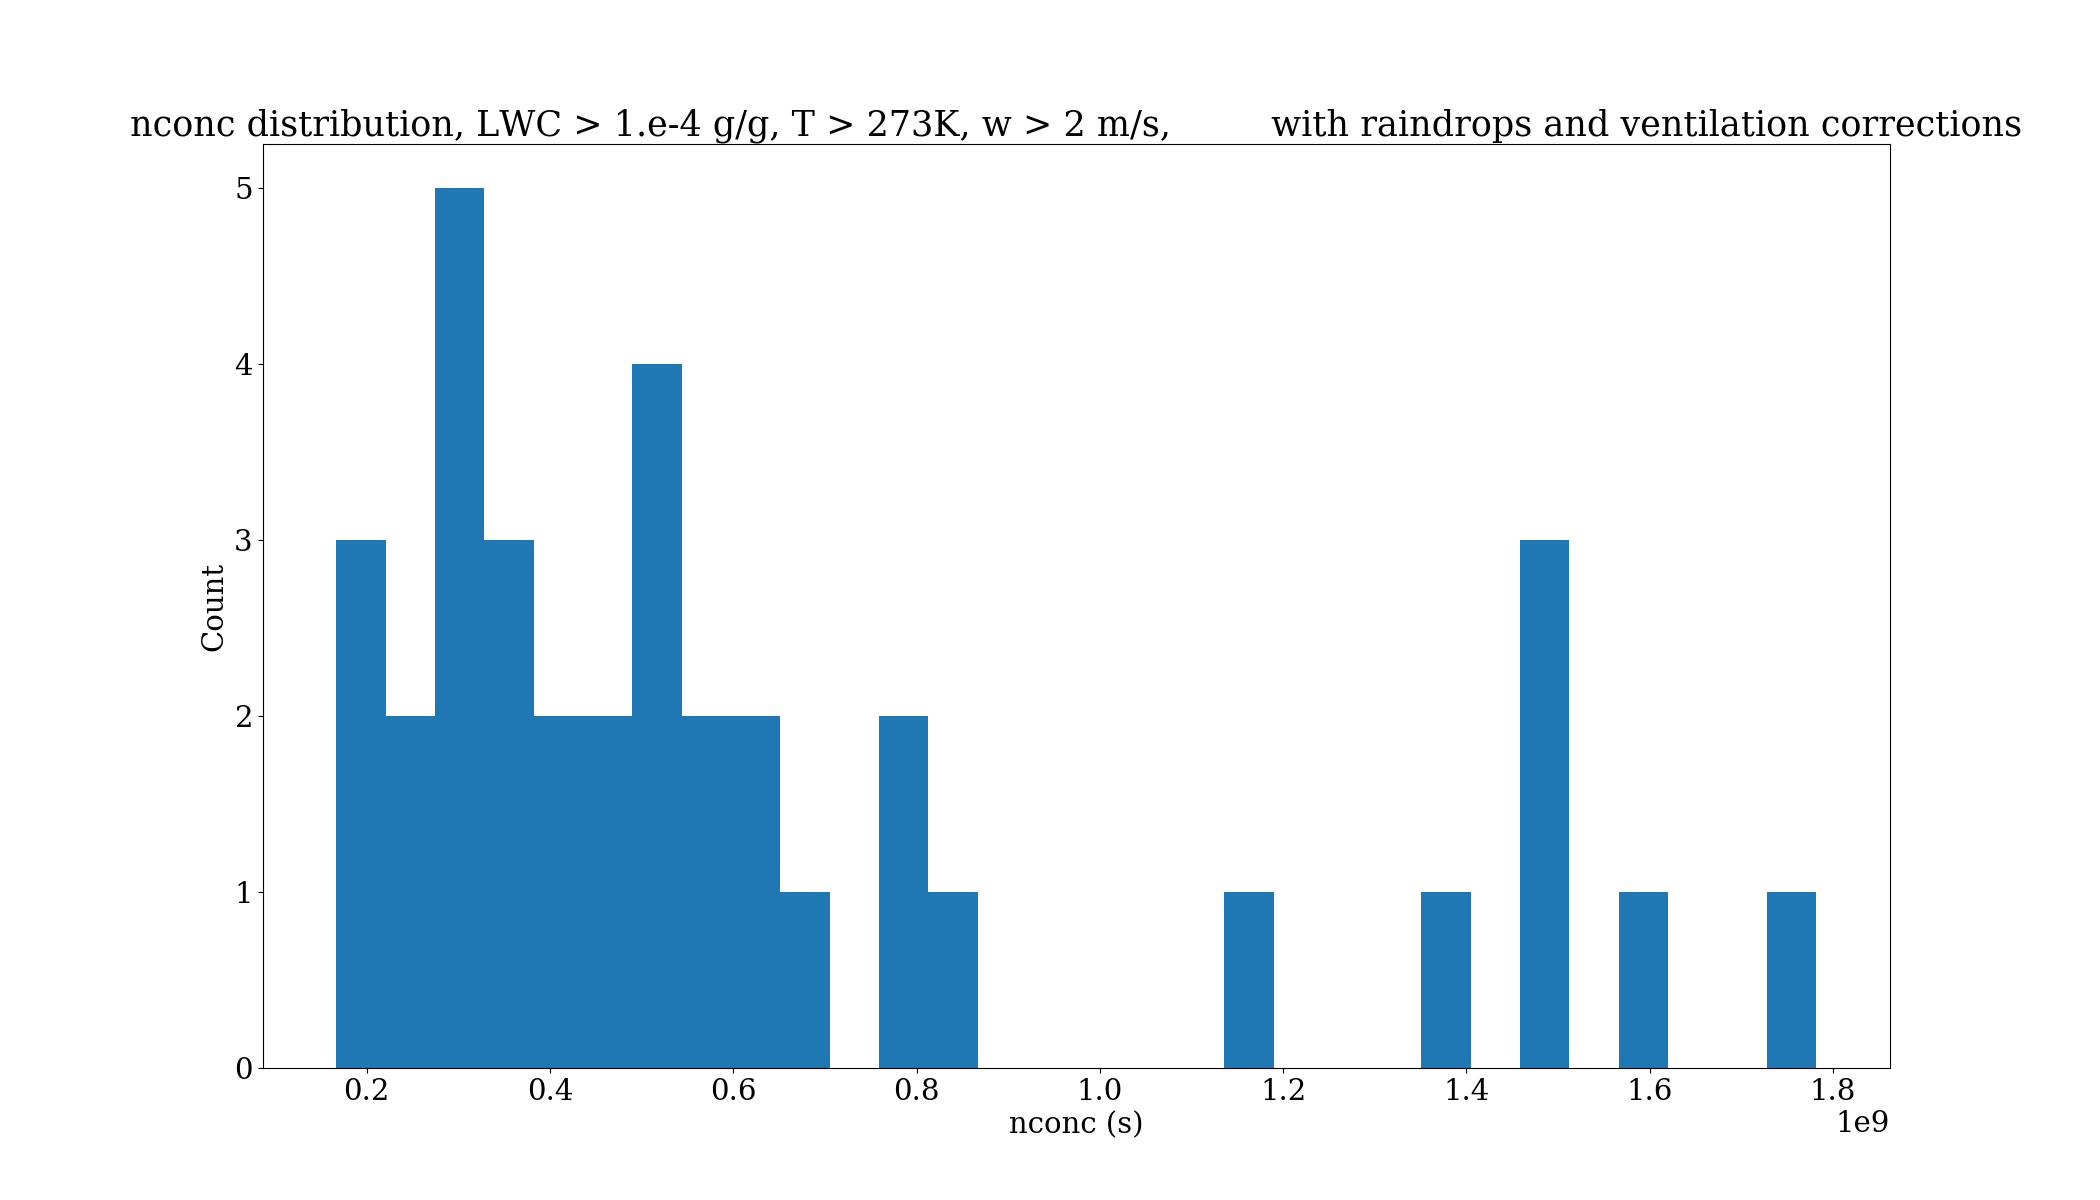 nconc distribution, LWC > 1.e-4 g/g, T > 273K, w > 2 m/s, with raindrops and ventilation corrections
5
4
3
2
1
0
Count
0.2 0.4 0.6 0.8 1.0 1.2 1.4 1.6 1.8
nconc (s)
1e9